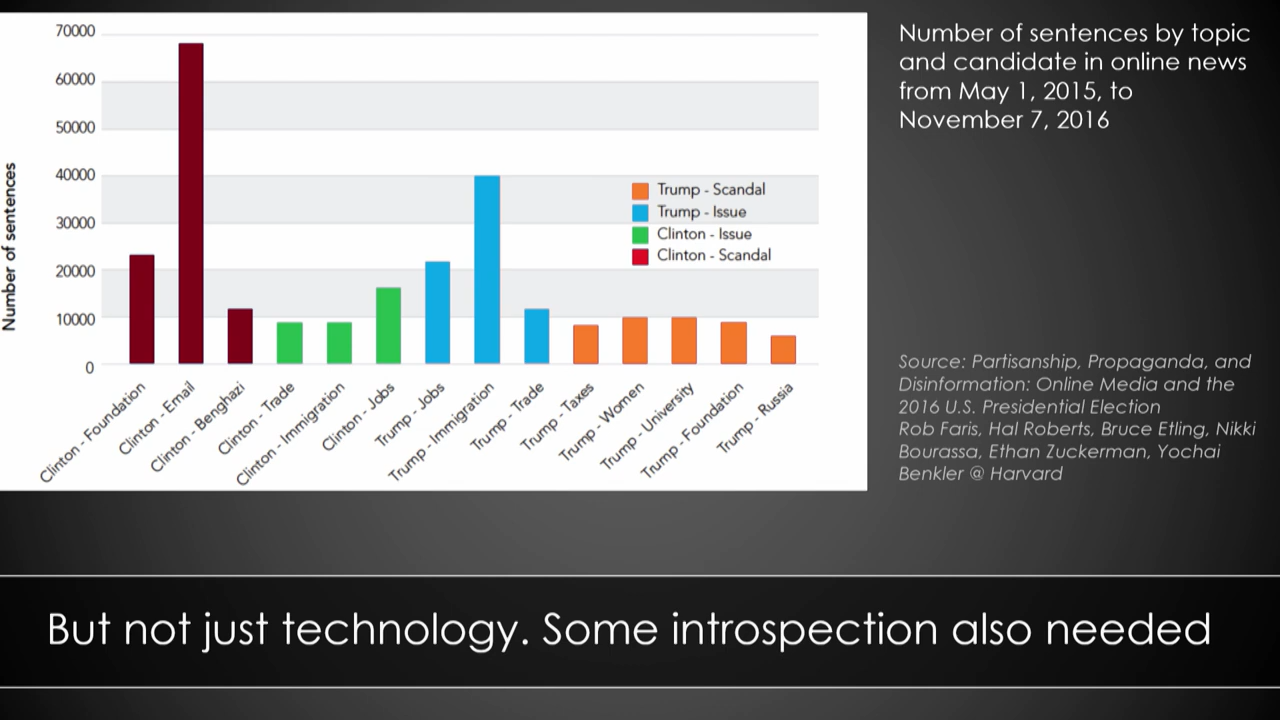 70000
60000
50000
40000
30000
20000
10000
0
Number of sentences
Trump - Scandal
Trump - Issue
Clinton - Issue
Clinton - Scandal
Clinton - Foundation
Clinton - Email
Clinton - Benghazi
Clinton - Trade
Clinton - Immigration
Clinton - Jobs
Trump - Jobs
Trump - Immigration
Trump - Trade
Trump - Taxes
Trump - Women
Trump - University
Trump - Foundation
Trump - Russia
Number of sentences by topic
and candidate in online news
from May 1, 2015, to
November 7, 2016
Source: Partisanship, Propaganda, and
Disinformation: Online Media and the
2016 U.S. Presidential Election
Rob Faris, Hal Roberts, Bruce Etling, Nikki
Bourassa, Ethan Zuckerman, Yochai
Benkler @ Harvard
But not just technology. Some introspection also needed